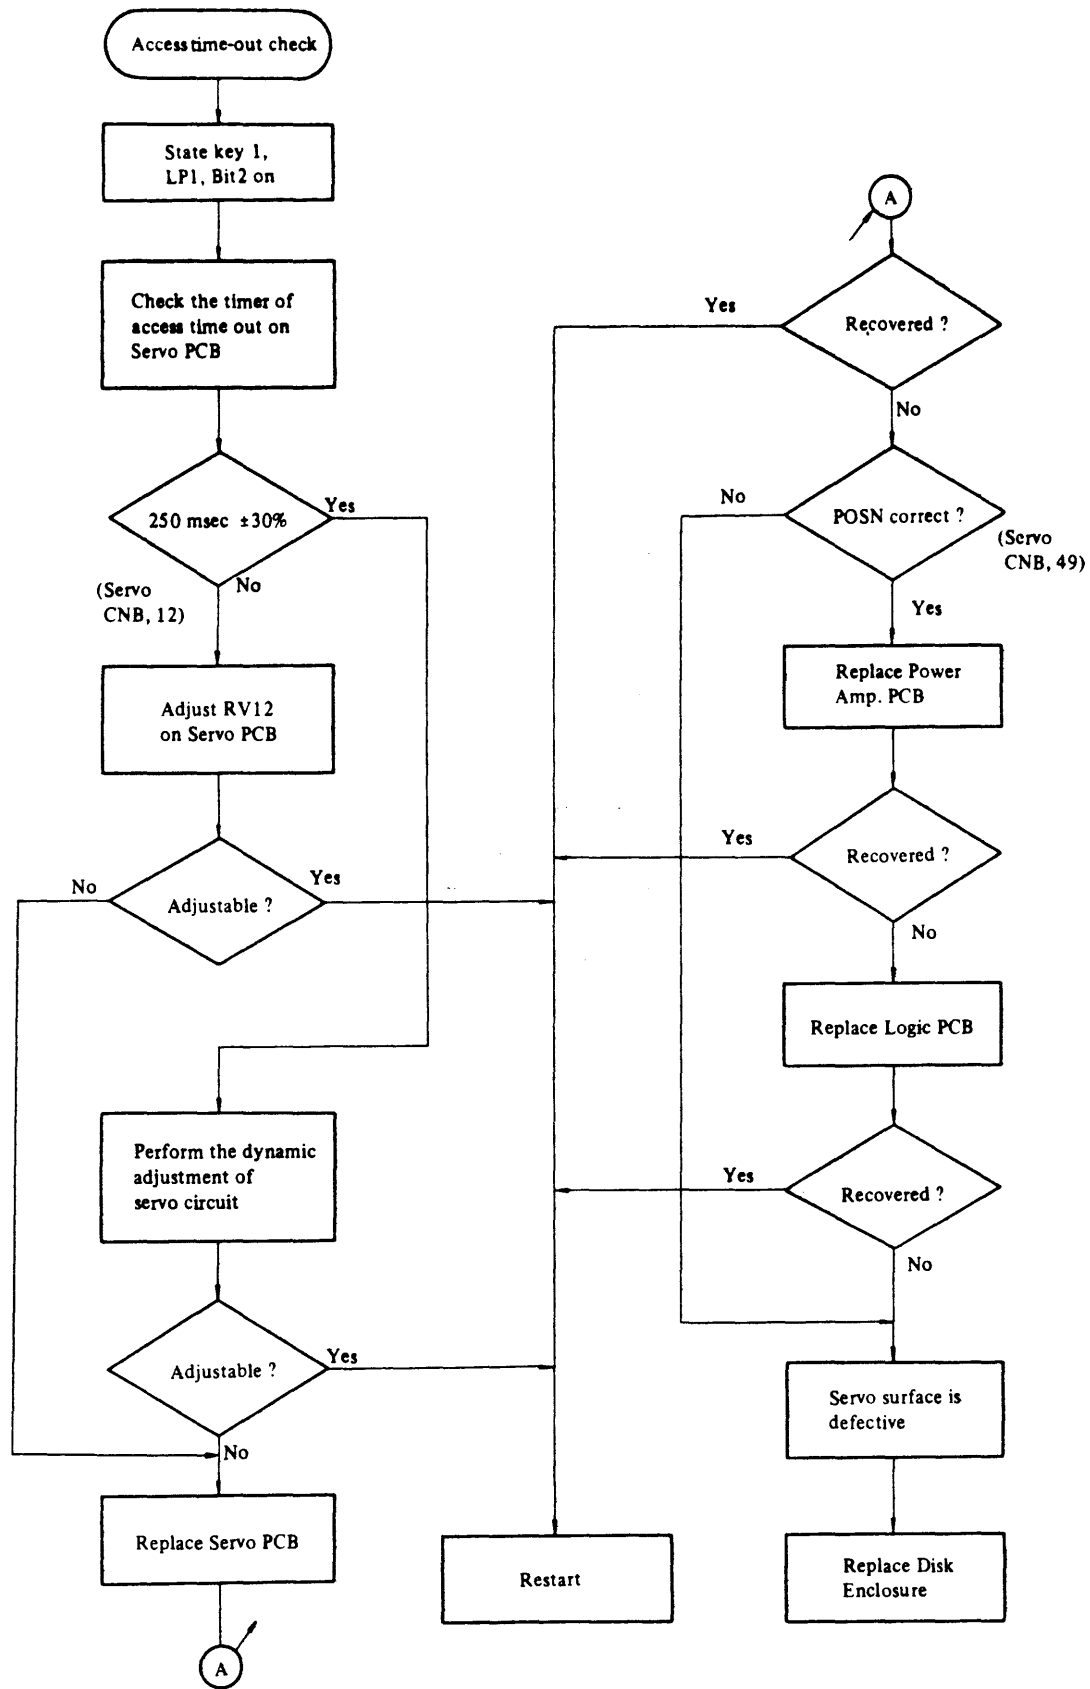 Access time-out check
State key 1,
LP1, Bit2 on
Check the timer of
access time out on
Servo PCB
250 msec ±30%
Yes
No
(Servo
CNB, 12)
Adjust RV12
on Servo PCB
Adjustable ?
No
Yes
Perform the dynamic
adjustment of
servo circuit
Adjustable ?
Yes
No
Replace Servo PCB
A
Restart
A
Recovered ?
Yes
No
POSN correct ?
No
(Servo
CNB, 49)
Yes
Replace Power
Amp. PCB
Recovered ?
Yes
No
Replace Logic PCB
Recovered ?
Yes
No
Servo surface is
defective
Replace Disk
Enclosure